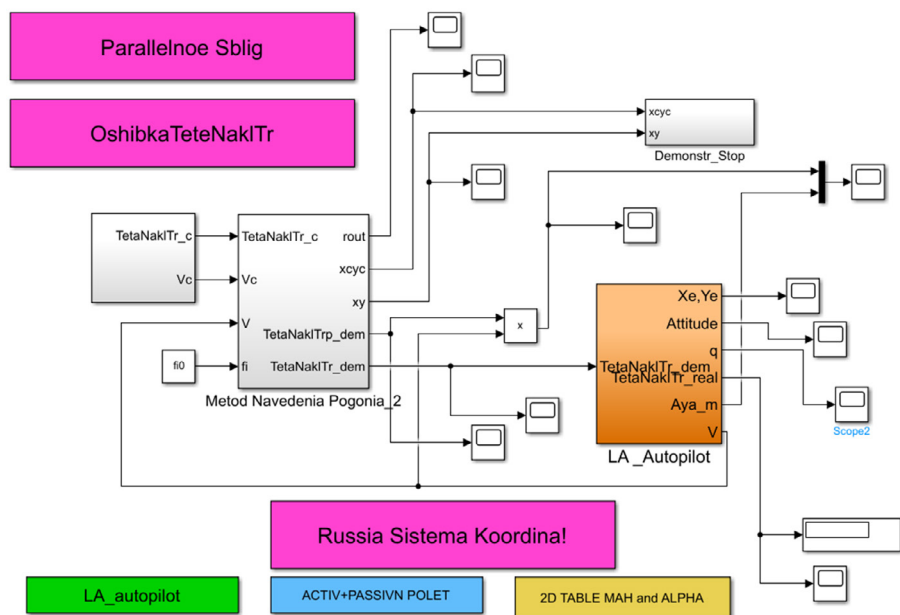 Parallelnoe Sblig
OshibkaTeteNaklTr
xcyc
xy
Demonstr_Stop
TetaNaklTr_c
Vc
TetaNaklTr_c
Vc
V
fi
rout
xcyc
xy
TetaNaklTrp_dem
TetaNaklTr_dem
Metod Navedenia Pogonia_2
fi0
x
TetaNaklTr_dem
Xe,Ye
Attitude
q
TetaNaklTr_real
Aya_m
V
LA _Autopilot
Scope2
Russia Sistema Koordina!
LA_autopilot
ACTIV+PASSIVN POLET
2D TABLE MAH and ALPHA